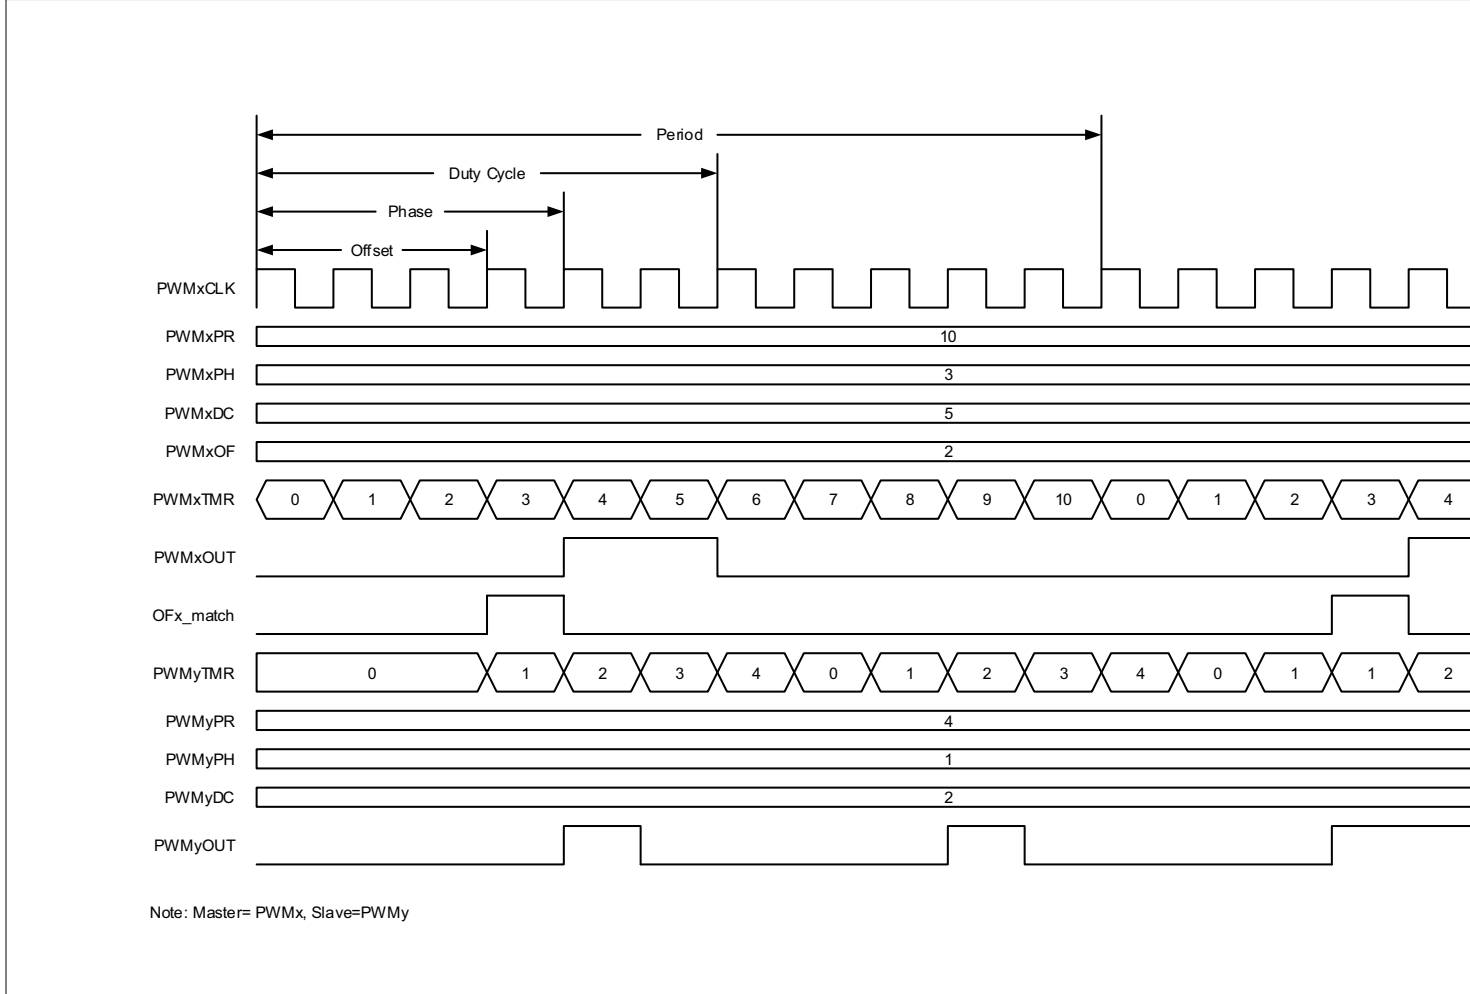 Period
Duty Cycle
Phase
Offset
PWMxCLK
PWMxPR 10
PWMxPH 3
PWMxDC 5
PWMxOF 2
PWMxTMR 0 1 2 3 4 5 6 7 8 9 10 0 1 2 3 4
PWMxOUT
OFx_match
PWMyTMR 0 1 2 3 4 0 1 2 3 4 0 1 1 2
PWMyPR 4
PWMyPH 1
PWMyDC 2
PWMyOUT
Note: Master= PWMx, Slave=PWMy